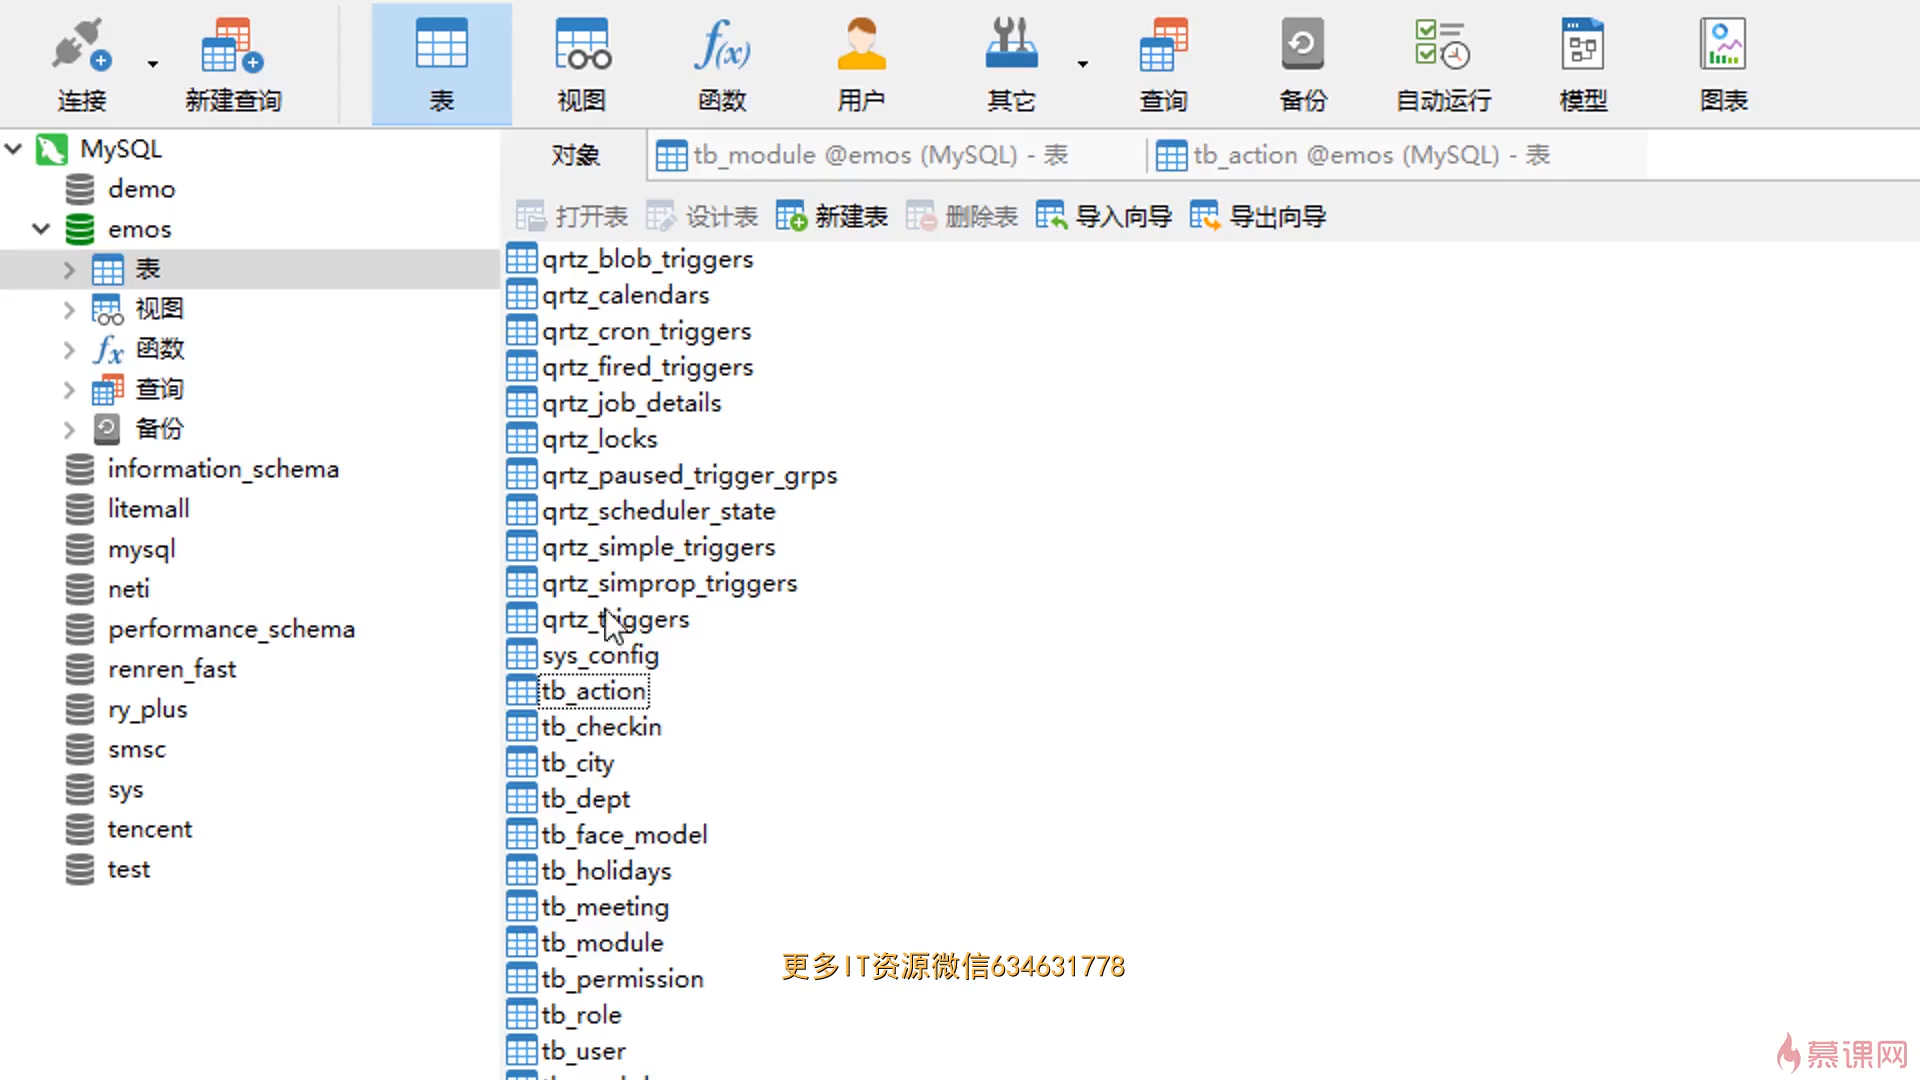 连接
新建查询
表
视图
函数
用户
其它
查询
备份
自动运行
模型
图表
MySQL
demo
emos
表
视图
函数
查询
备份
information_schema
litemall
mysql
neti
performance_schema
renren_fast
ry_plus
smsc
sys
tencent
test
对象
tb_module @emos (MySQL) - 表
tb_action @emos (MySQL) - 表
打开表
设计表
新建表
删除表
导入向导
导出向导
qrtz_blob_triggers
qrtz_calendars
qrtz_cron_triggers
qrtz_fired_triggers
qrtz_job_details
qrtz_locks
qrtz_paused_trigger_grps
qrtz_scheduler_state
qrtz_simple_triggers
qrtz_simprop_triggers
qrtz_triggers
sys_config
tb_action
tb_checkin
tb_city
tb_dept
tb_face_model
tb_holidays
tb_meeting
tb_module
tb_permission
tb_role
tb_user
更多IT资源微信634631778
慕课网